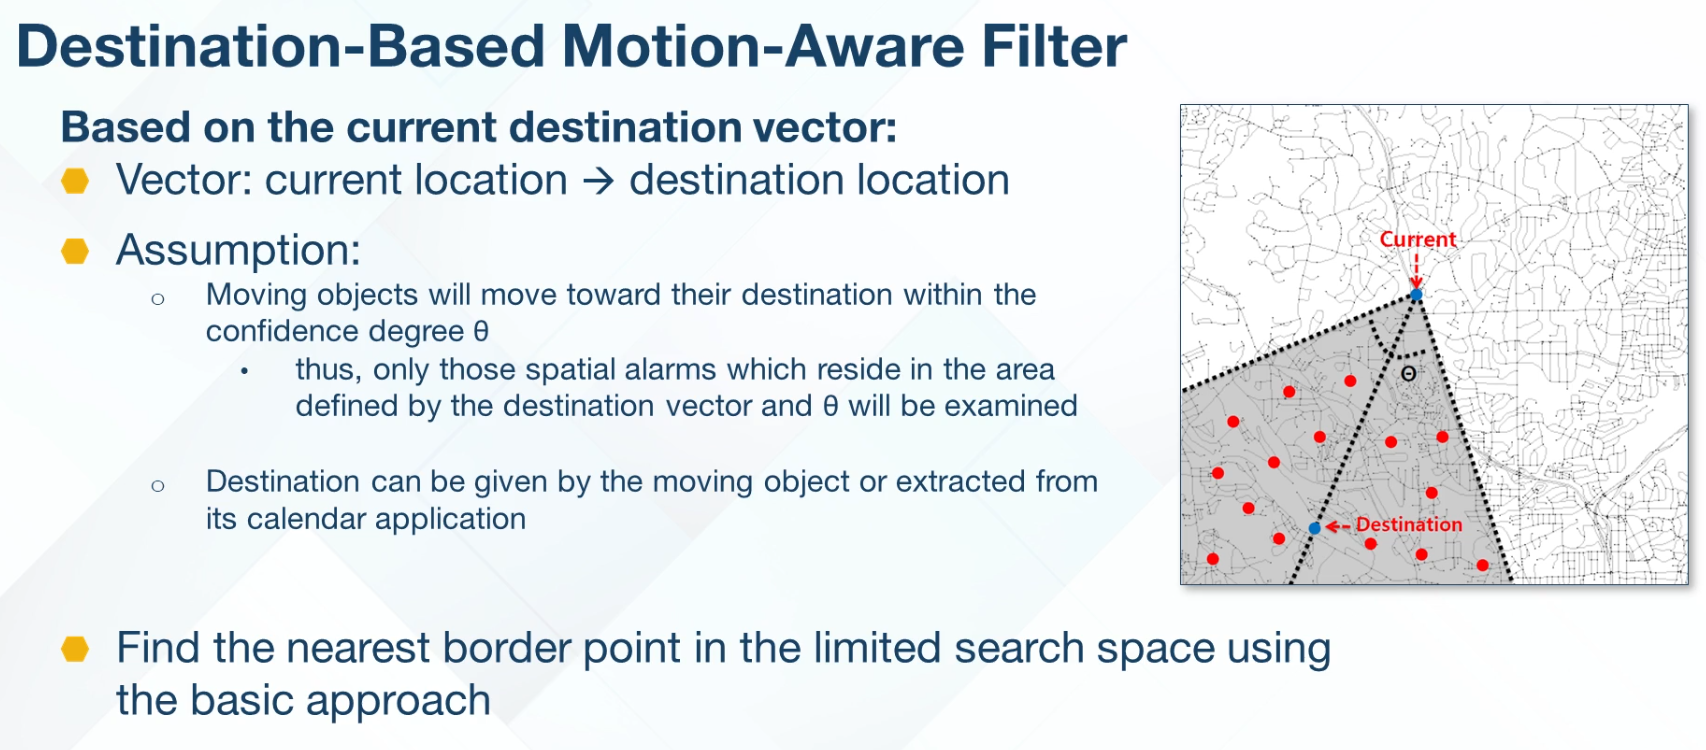 Destination-Based Motion-Aware Filter
Based on the current destination vector:
Vector: current location → destination location
Assumption:
○ Moving objects will move toward their destination within the
confidence degree θ
• thus, only those spatial alarms which reside in the area
defined by the destination vector and θ will be examined
○ Destination can be given by the moving object or extracted from
its calendar application
Find the nearest border point in the limited search space using
the basic approach
Current
Θ
Destination